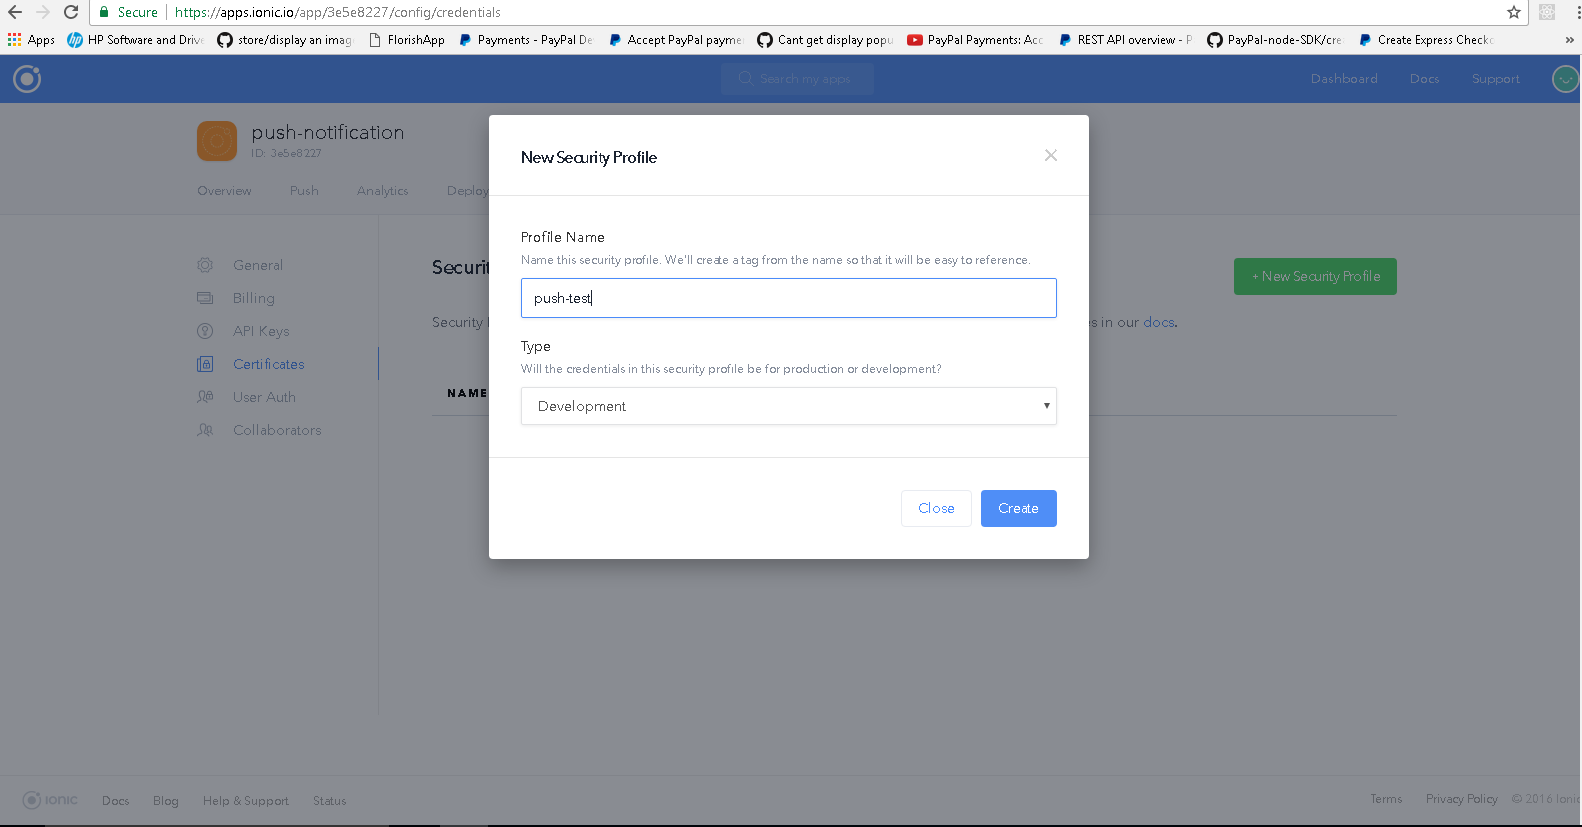 Secure https://apps.ionic.io/app/3e5e8227/config/credentials
Apps HP Software and Drive store/display an imag FlorishApp Payments - PayPal De Accept PayPal payme Cant get display popu PayPal Payments: Acc REST API overview - P PayPal-node-SDK/cre Create Express Checko »
Search my apps Dashboard Docs Support
push-notification
ID: 3e5e8227
Overview Push Analytics Deploy
New Security Profile
Profile Name
Name this security profile. We'll create a tag from the name so that it will be easy to reference.
push-test
Type
Will the credentials in this security profile be for production or development?
Development
Close Create
General
Billing
API Keys
Certificates
User Auth
Collaborators
Securit
+ New Security Profile
Security
s in our docs.
NAME
IONIC Docs Blog Help & Support Status Terms Privacy Policy © 2016 Ionic